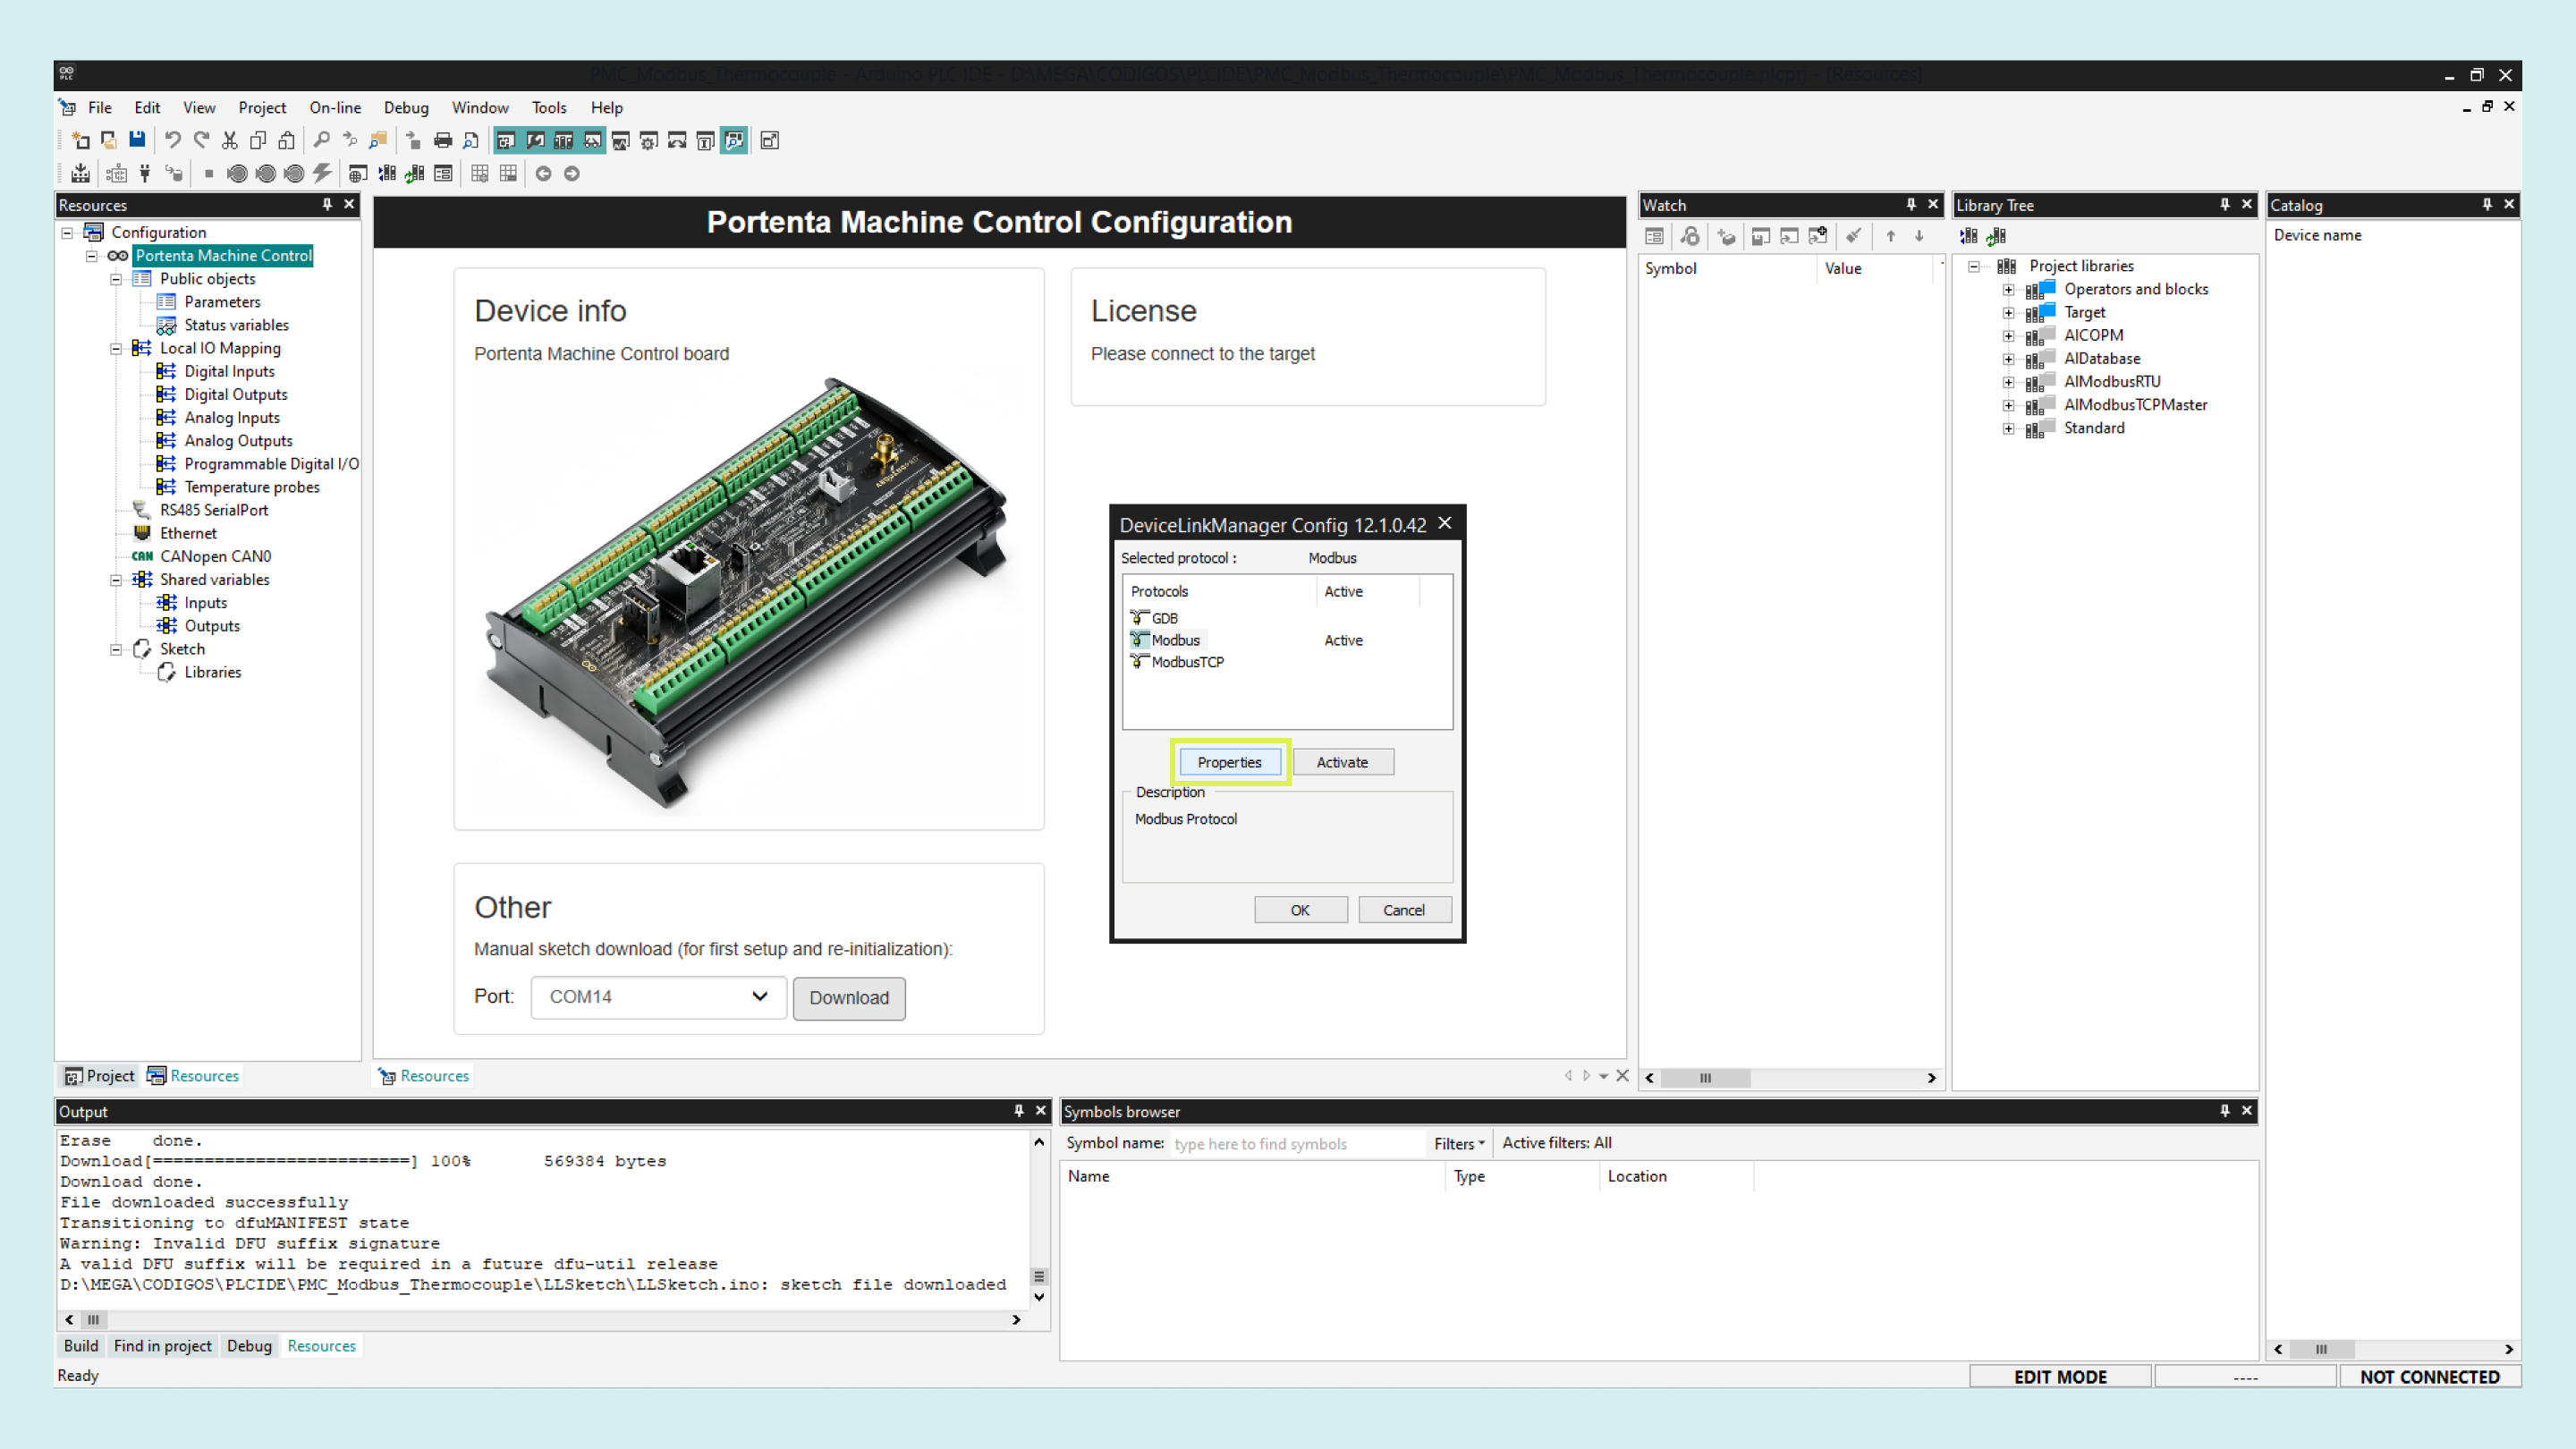 PMC_Modbus_Thermocouple - Arduino PLC IDE - D:\MEGA\CODIGOS\PLCIDE\PMC_Modbus_Thermocouple\PMC_Modbus_Thermocouple.plcprj - [Resources]
File Edit View Project On-line Debug Window Tools Help
Resources
Configuration
Portenta Machine Control
Public objects
Parameters
Status variables
Local IO Mapping
Digital Inputs
Digital Outputs
Analog Inputs
Analog Outputs
Programmable Digital I/O
Temperature probes
RS485 SerialPort
Ethernet
CAN CANopen CAN0
Shared variables
Inputs
Outputs
Sketch
Libraries
Project Resources
Portenta Machine Control Configuration
Device info
Portenta Machine Control board
License
Please connect to the target
Other
Manual sketch download (for first setup and re-initialization):
Port: COM14 Download
Resources
DeviceLinkManager Config 12.1.0.42
Selected protocol : Modbus
Protocols Active
GDB
Modbus Active
ModbusTCP
Properties Activate
Description
Modbus Protocol
OK Cancel
Watch
Symbol Value
Library Tree
Project libraries
Operators and blocks
Target
AlCOPM
AlDatabase
AlModbusRTU
AlModbusTCPMaster
Standard
Catalog
Device name
Output
Erase done.
Download[=========================] 100% 569384 bytes
Download done.
File downloaded successfully
Transitioning to dfuMANIFEST state
Warning: Invalid DFU suffix signature
A valid DFU suffix will be required in a future dfu-util release
D:\MEGA\CODIGOS\PLCIDE\PMC_Modbus_Thermocouple\LLSketch\LLSketch.ino: sketch file downloaded
Build Find in project Debug Resources
Symbols browser
Symbol name: type here to find symbols Filters Active filters: All
Name Type Location
Ready
EDIT MODE ---- NOT CONNECTED